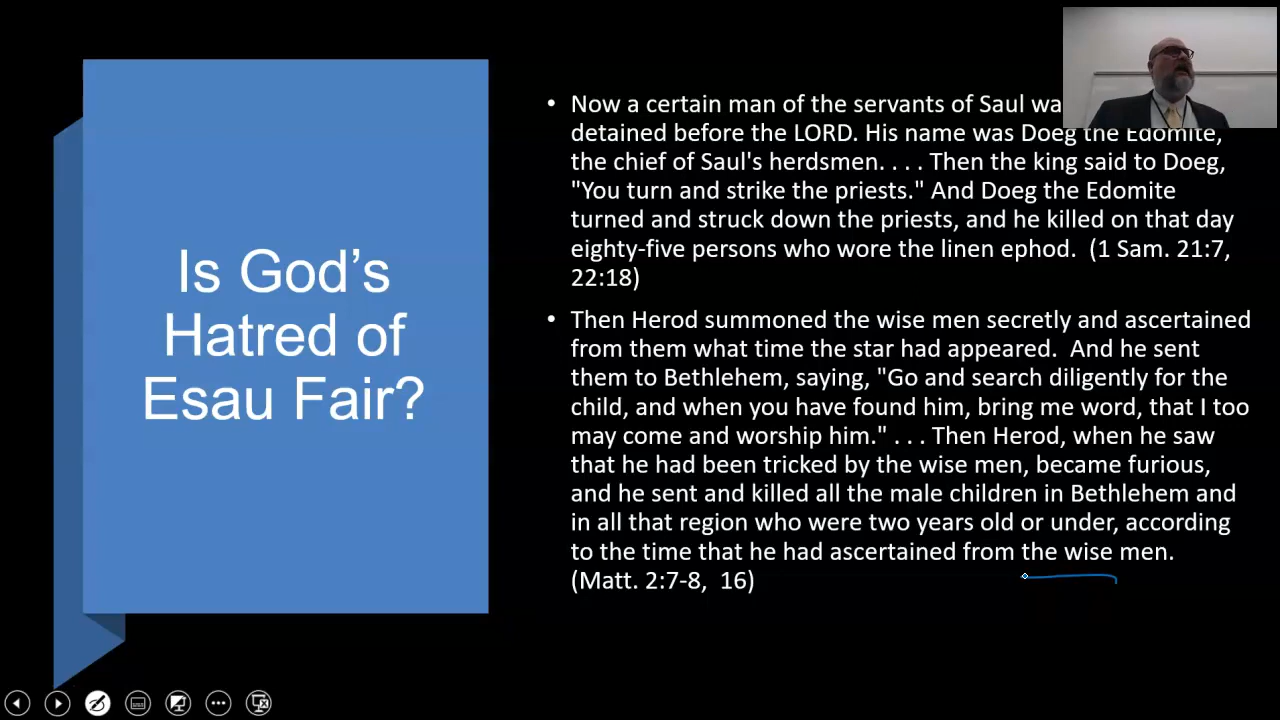 Is God's
Hatred of
Esau Fair?
• Now a certain man of the servants of Saul
detained before the LORD. His name was Doeg the Edomite,
the chief of Saul's herdsmen. . . . Then the king said to Doeg,
"You turn and strike the priests." And Doeg the Edomite
turned and struck down the priests, and he killed on that day
eighty-five persons who wore the linen ephod.  (1 Sam. 21:7,
22:18)
• Then Herod summoned the wise men secretly and ascertained
from them what time the star had appeared.  And he sent
them to Bethlehem, saying, "Go and search diligently for the
child, and when you have found him, bring me word, that I too
may come and worship him." . . . Then Herod, when he saw
that he had been tricked by the wise men, became furious,
and he sent and killed all the male children in Bethlehem and
in all that region who were two years old or under, according
to the time that he had ascertained from the wise men.
(Matt. 2:7-8,  16)